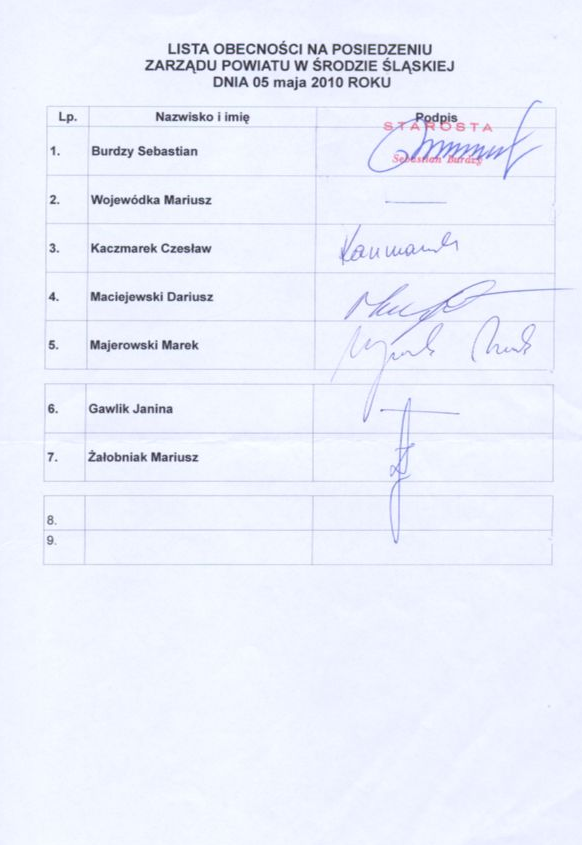 LISTA OBECNOŚCI NA POSIEDZENIU
ZARZĄDU POWIATU W ŚRODZIE ŚLĄSKIEJ
DNIA 05 maja 2010 ROKU
Lp. Nazwisko i imię Podpis
STAROSTA
1. Burdzy Sebastian Sebastian Burdzy
2. Wojewódka Mariusz
3. Kaczmarek Czesław Kaczmarek
4. Maciejewski Dariusz
5. Majerowski Marek
6. Gawlik Janina
7. Żałobniak Mariusz
8.
9.